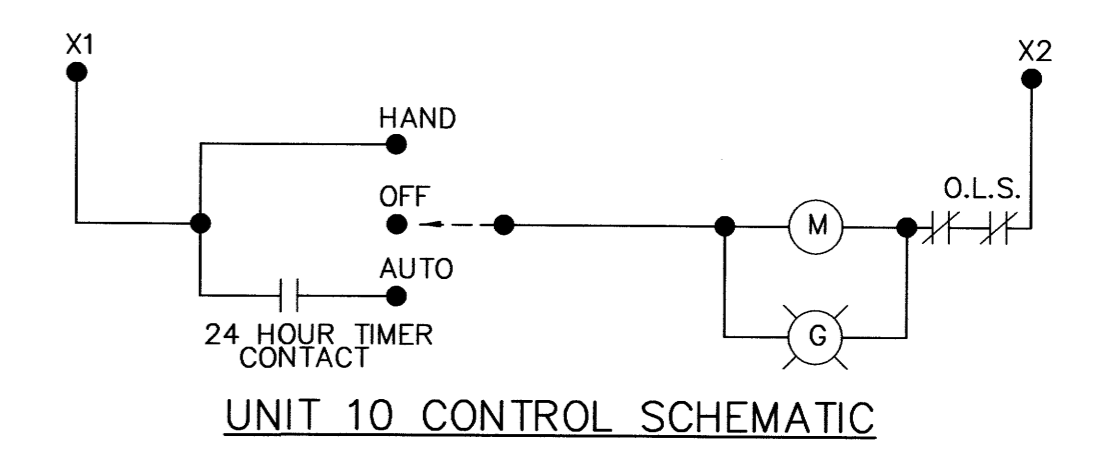 X1
X2
HAND
OFF
O.L.S.
M
AUTO
24 HOUR TIMER
CONTACT
G
UNIT 10 CONTROL SCHEMATIC